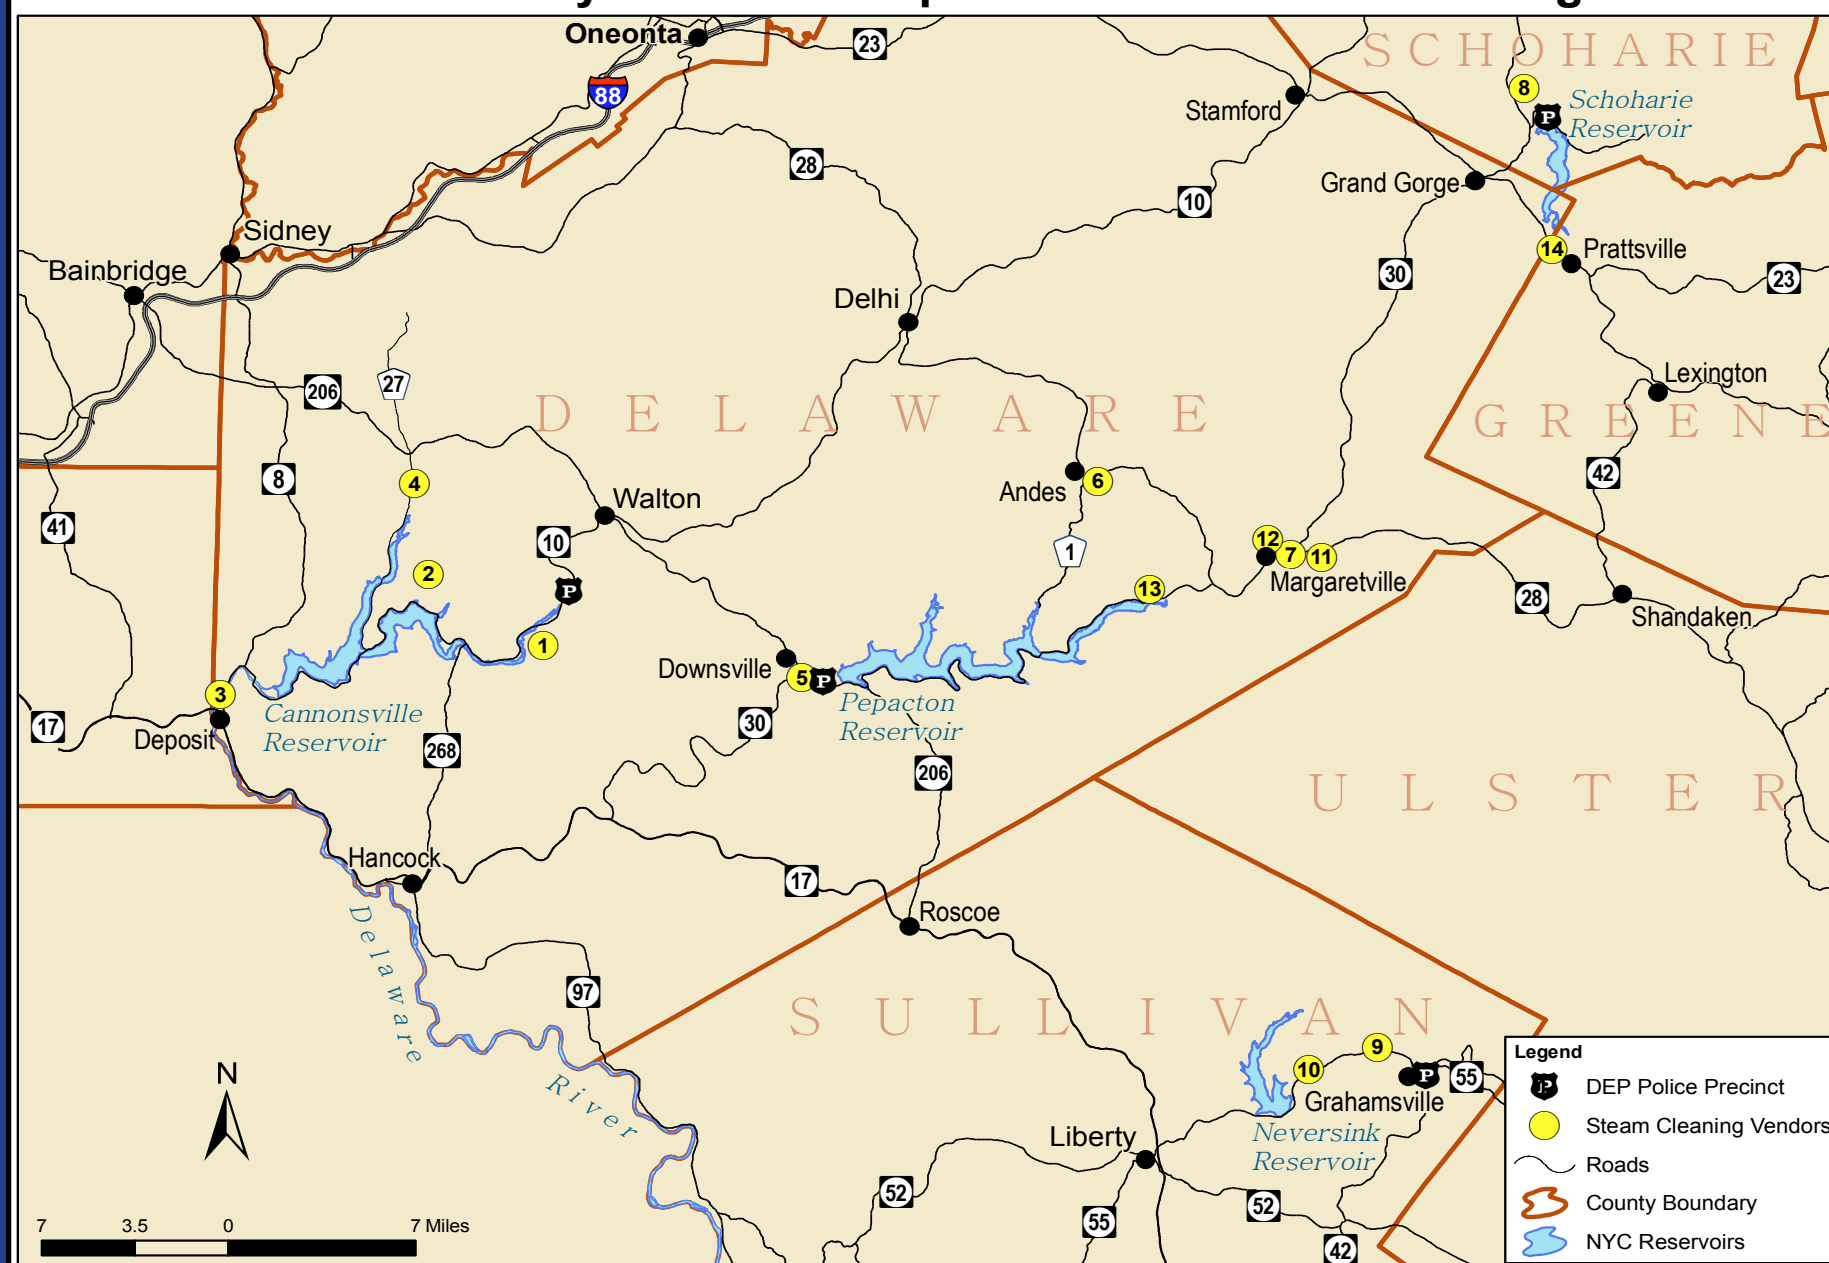 Oneonta
23
SCHOHARIE
88
8
Schoharie
Reservoir
P
Stamford
28
Grand Gorge
10
Sidney
14
Prattsville
Bainbridge
30
23
Delhi
206
27
Lexington
DELAWARE
GREENE
8
4
Andes
6
42
Walton
41
10
1
12
7
11
Margaretville
2
P
13
28
Shandaken
1
Downsville
5
P
3
Cannonsville
Reservoir
Pepacton
Reservoir
17
Deposit
30
268
206
ULSTER
Hancock
17
Roscoe
Delaware
River
97
SULLIVAN
9
10
P
55
Grahamsville
Neversink
Reservoir
Liberty
52
52
55
42
N
7
3.5
0
7 Miles
Legend
P
DEP Police Precinct
Steam Cleaning Vendors
Roads
County Boundary
NYC Reservoirs